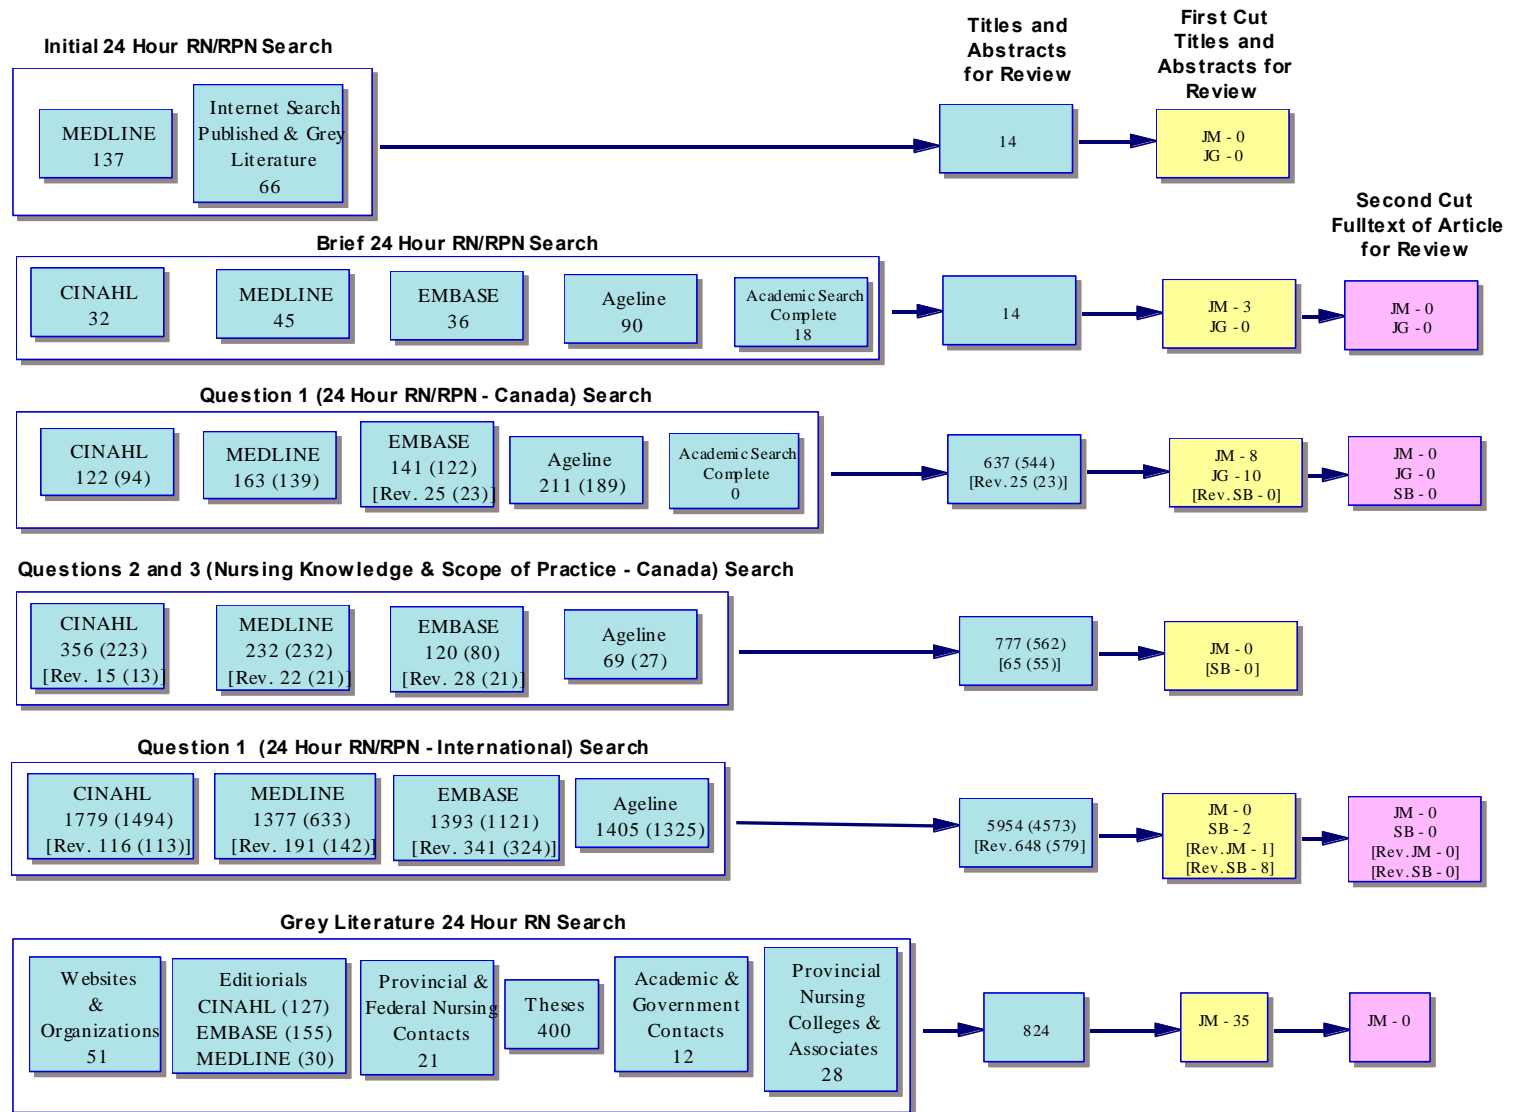 Initial 24 Hour RN/RPN Search
MEDLINE
137
Internet Search
Published & Grey
Literature
66
Titles and
Abstracts
for Review
14
First Cut
Titles and
Abstracts for
Review
JM - 0
JG - 0
Brief 24 Hour RN/RPN Search
CINAHL
32
MEDLINE
45
EMBASE
36
Ageline
90
Academic Search
Complete
18
14
JM - 3
JG - 0
Second Cut
Fulltext of Article
for Review
JM - 0
JG - 0
Question 1 (24 Hour RN/RPN - Canada) Search
CINAHL
122 (94)
MEDLINE
163 (139)
EMBASE
141 (122)
[Rev. 25 (23)]
Ageline
211 (189)
Academic Search
Complete
0
637 (544)
[Rev. 25 (23)]
JM - 8
JG - 10
[Rev. SB - 0]
JM - 0
JG - 0
SB - 0
Questions 2 and 3 (Nursing Knowledge & Scope of Practice - Canada) Search
CINAHL
356 (223)
[Rev. 15 (13)]
MEDLINE
232 (232)
[Rev. 22 (21)]
EMBASE
120 (80)
[Rev. 28 (21)]
Ageline
69 (27)
777 (562)
[65 (55)]
JM - 0
[SB - 0]
Question 1 (24 Hour RN/RPN - International) Search
CINAHL
1779 (1494)
[Rev. 116 (113)]
MEDLINE
1377 (633)
[Rev. 191 (142)]
EMBASE
1393 (1121)
[Rev. 341 (324)]
Ageline
1405 (1325)
5954 (4573)
[Rev. 648 (579]
JM - 0
SB - 2
[Rev. JM - 1]
[Rev. SB - 8]
JM - 0
SB - 0
[Rev. JM - 0]
[Rev. SB - 0]
Grey Literature 24 Hour RN Search
Websites
&
Organizations
51
Editiorials
CINAHL (127)
EMBASE (155)
MEDLINE (30)
Provincial &
Federal Nursing
Contacts
21
Theses
400
Academic &
Government
Contacts
12
Provincial
Nursing
Colleges &
Associates
28
824
JM - 35
JM - 0